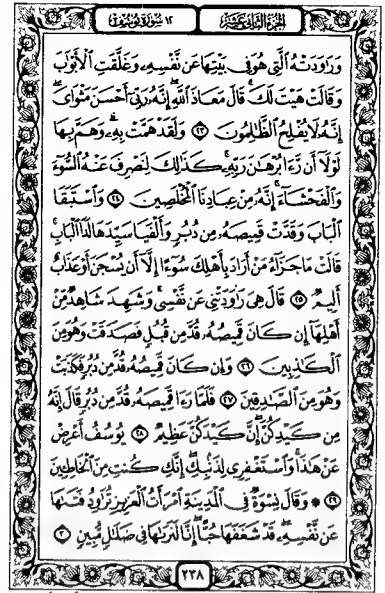 الجزء الثاني عشر ١٢ سورة يوسف
وَرَٰوَدَتْهُ ٱلَّتِى هُوَ فِى بَيْتِهَا عَن نَّفْسِهِۦ وَغَلَّقَتِ ٱلْأَبْوَٰبَ
وَقَالَتْ هَيْتَ لَكَ ۚ قَالَ مَعَاذَ ٱللَّهِ ۖ إِنَّهُۥ رَبِّىٓ أَحْسَنَ مَثْوَاىَ ۖ
إِنَّهُۥ لَا يُفْلِحُ ٱلظَّٰلِمُونَ ٢٣ وَلَقَدْ هَمَّتْ بِهِۦ ۖ وَهَمَّ بِهَا
لَوْلَآ أَن رَّءَا بُرْهَٰنَ رَبِّهِۦ ۚ كَذَٰلِكَ لِنَصْرِفَ عَنْهُ ٱلسُّوٓءَ
وَٱلْفَحْشَآءَ ۚ إِنَّهُۥ مِنْ عِبَادِنَا ٱلْمُخْلَصِينَ ٢٤ وَٱسْتَبَقَا
ٱلْبَابَ وَقَدَّتْ قَمِيصَهُۥ مِن دُبُرٍ وَأَلْفَيَا سَيِّدَهَا لَدَا ٱلْبَابِ ۚ
قَالَتْ مَا جَزَآءُ مَنْ أَرَادَ بِأَهْلِكَ سُوٓءًا إِلَّآ أَن يُسْجَنَ أَوْ عَذَابٌ
أَلِيمٌ ٢٥ قَالَ هِىَ رَٰوَدَتْنِى عَن نَّفْسِى ۚ وَشَهِدَ شَاهِدٌ مِّنْ
أَهْلِهَآ إِن كَانَ قَمِيصُهُۥ قُدَّ مِن قُبُلٍ فَصَدَقَتْ وَهُوَ مِنَ
ٱلْكَٰذِبِينَ ٢٦ وَإِن كَانَ قَمِيصُهُۥ قُدَّ مِن دُبُرٍ فَكَذَبَتْ
وَهُوَ مِنَ ٱلصَّٰدِقِينَ ٢٧ فَلَمَّا رَءَا قَمِيصَهُۥ قُدَّ مِن دُبُرٍ قَالَ إِنَّهُۥ
مِن كَيْدِكُنَّ ۖ إِنَّ كَيْدَكُنَّ عَظِيمٌ ٢٨ يُوسُفُ أَعْرِضْ
عَنْ هَٰذَا ۚ وَٱسْتَغْفِرِى لِذَنۢبِكِ ۖ إِنَّكِ كُنتِ مِنَ ٱلْخَاطِـِٔينَ
٢٩ * وَقَالَ نِسْوَةٌ فِى ٱلْمَدِينَةِ ٱمْرَأَتُ ٱلْعَزِيزِ تُرَٰوِدُ فَتَىٰهَا
عَن نَّفْسِهِۦ ۖ قَدْ شَغَفَهَا حُبًّا ۖ إِنَّا لَنَرَىٰهَا فِى ضَلَٰلٍ مُّبِينٍ ٣٠
٢٣٨